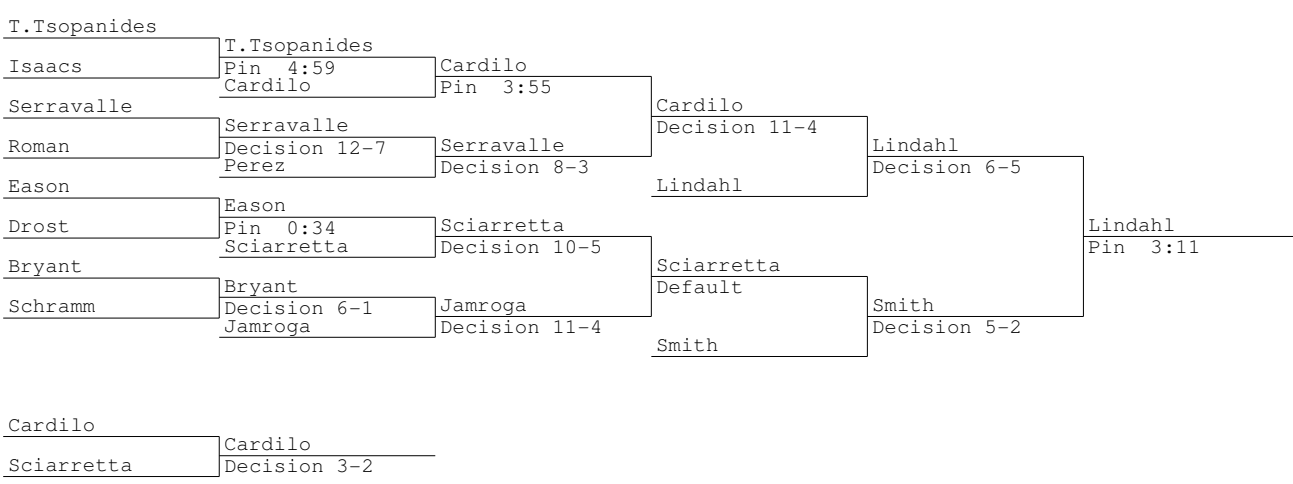 T.Tsopanides
T.Tsopanides
Isaacs
Pin 4:59
Cardilo
Cardilo
Pin 3:55
Serravalle
Cardilo
Serravalle
Decision 11-4
Roman
Decision 12-7
Serravalle
Lindahl
Perez
Decision 8-3
Decision 6-5
Eason
Lindahl
Eason
Drost
Pin 0:34
Sciarretta
Lindahl
Sciarretta
Decision 10-5
Pin 3:11
Bryant
Sciarretta
Bryant
Default
Schramm
Decision 6-1
Jamroga
Smith
Jamroga
Decision 11-4
Decision 5-2
Smith
Cardilo
Cardilo
Sciarretta
Decision 3-2